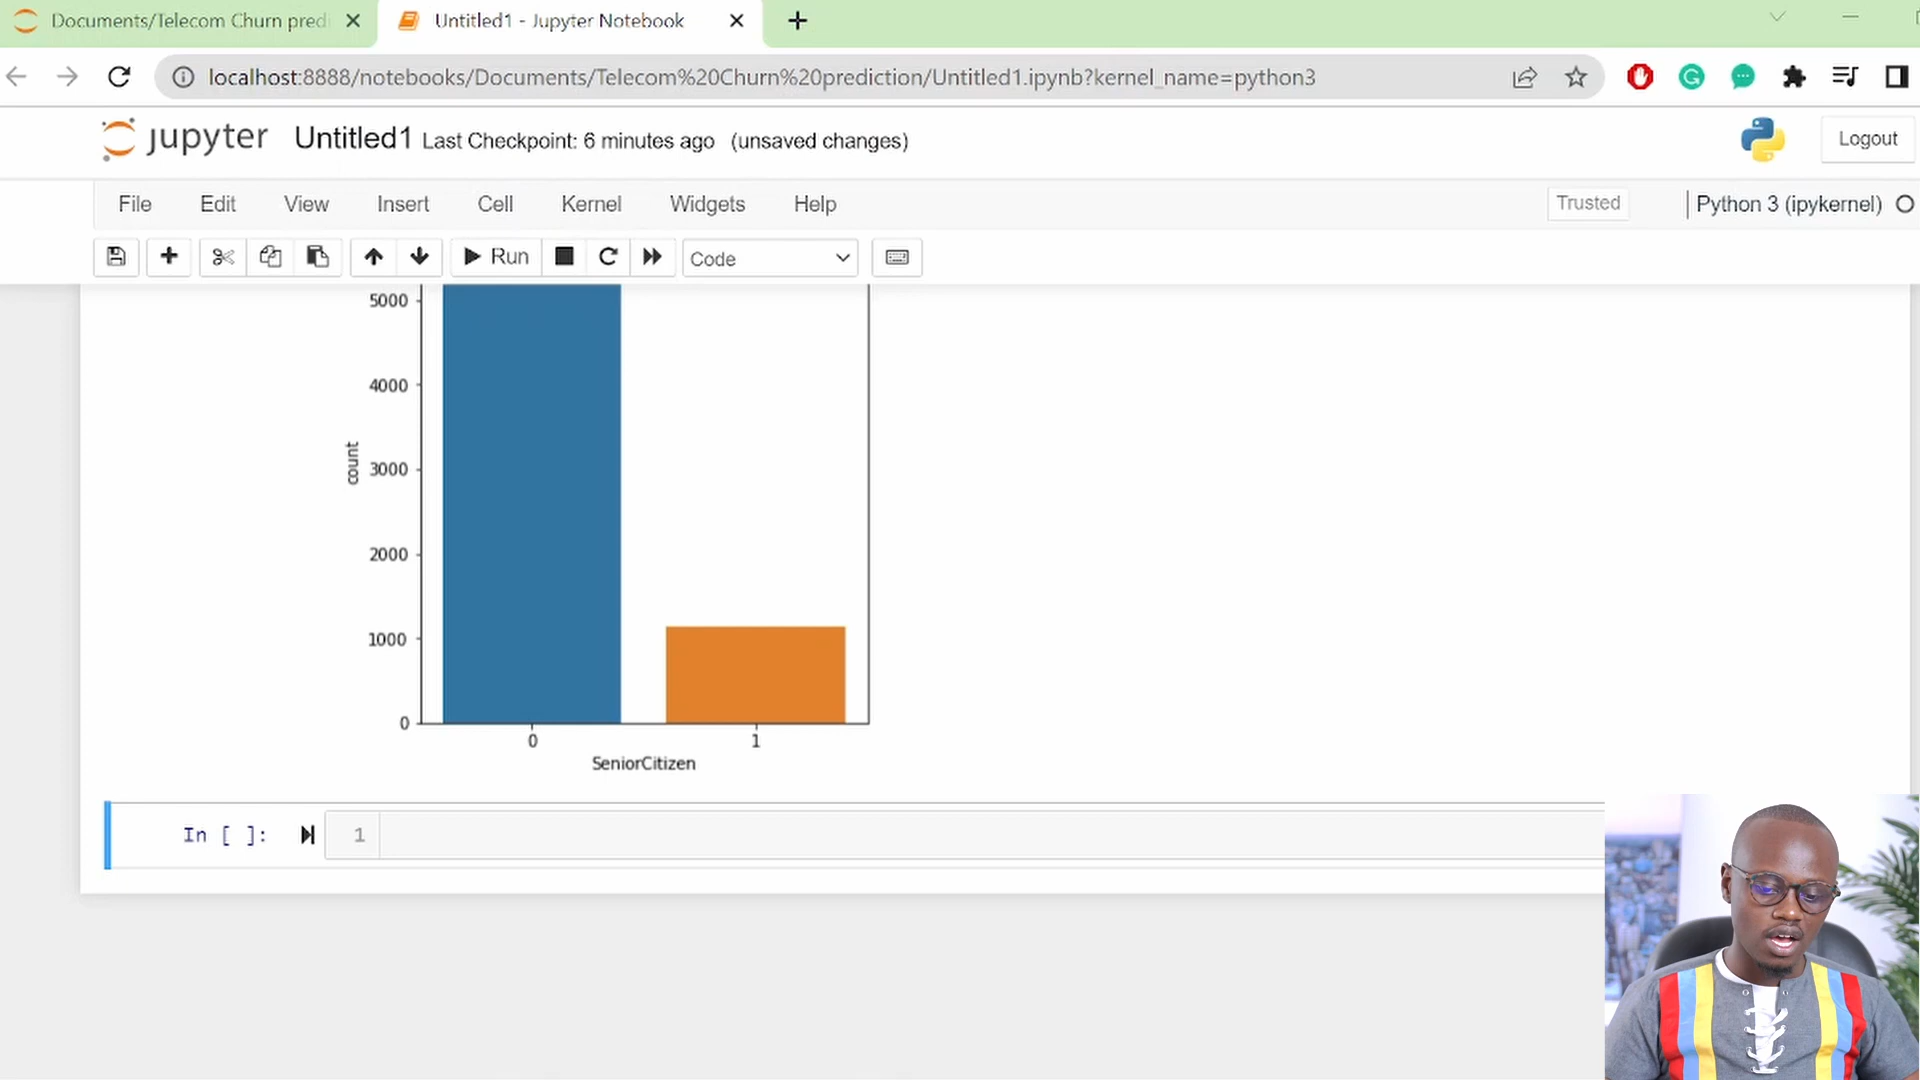 Documents/Telecom Churn predi
Untitled1 - Jupyter Notebook
localhost:8888/notebooks/Documents/Telecom%20Churn%20prediction/Untitled1.ipynb?kernel_name=python3
jupyter Untitled1 Last Checkpoint: 6 minutes ago (unsaved changes)
Logout
File Edit View Insert Cell Kernel Widgets Help
Trusted
Python 3 (ipykernel)
Run
Code
5000
4000
3000
2000
1000
0
count
0 1
SeniorCitizen
In [ ]:
1